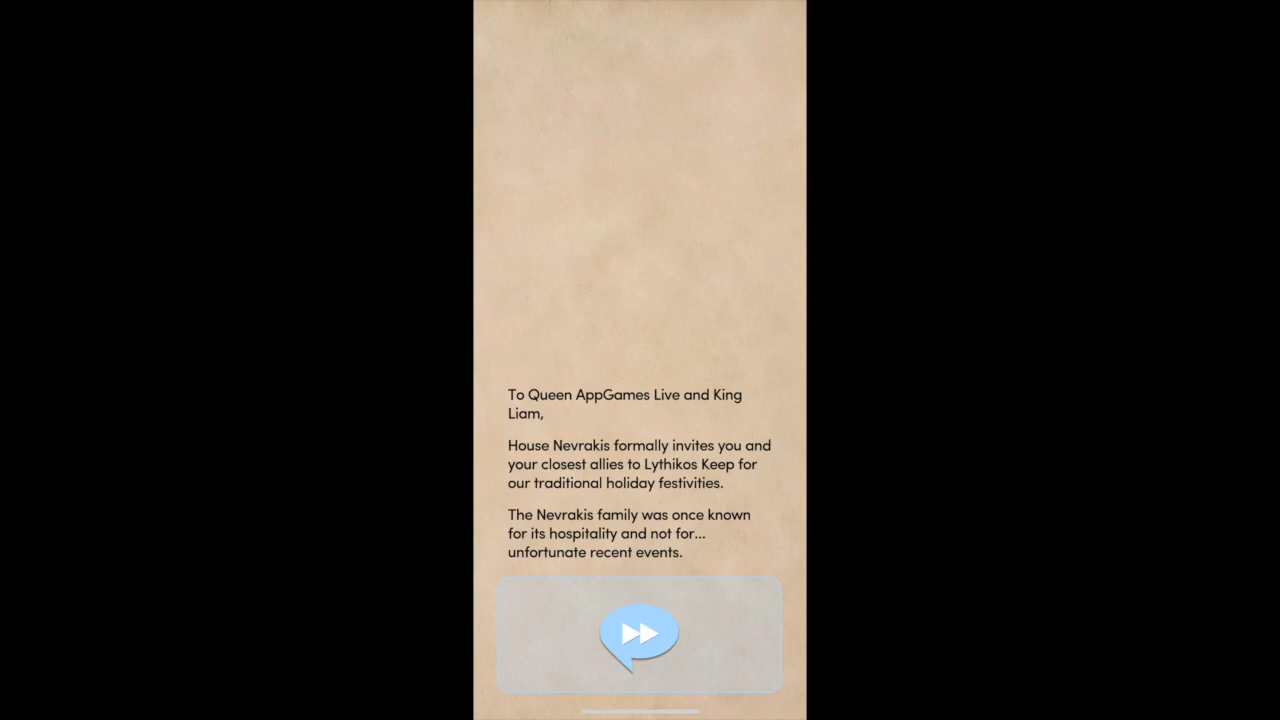 To Queen AppGames Live and King
Liam,
House Nevrakis formally invites you and
your closest allies to Lythikos Keep for
our traditional holiday festivities.
The Nevrakis family was once known
for its hospitality and not for...
unfortunate recent events.